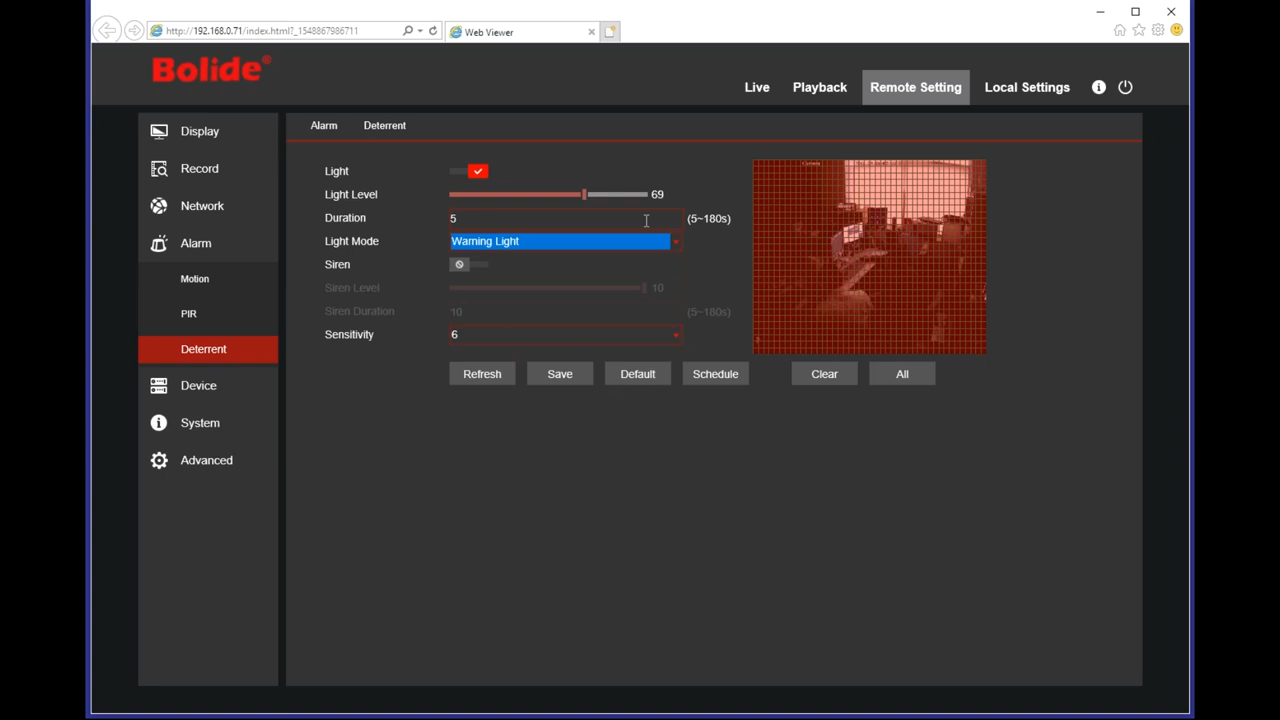 http://192.168.0.71/index.html?_1548867986711
Web Viewer
Bolide®
Live
Playback
Remote Setting
Local Settings
Display
Record
Network
Alarm
Motion
PIR
Deterrent
Device
System
Advanced
Alarm
Deterrent
Light
Light Level 69
Duration 5 (5~180s)
Light Mode Warning Light
Siren
Siren Level 10
Siren Duration 10 (5~180s)
Sensitivity 6
Refresh
Save
Default
Schedule
Clear
All